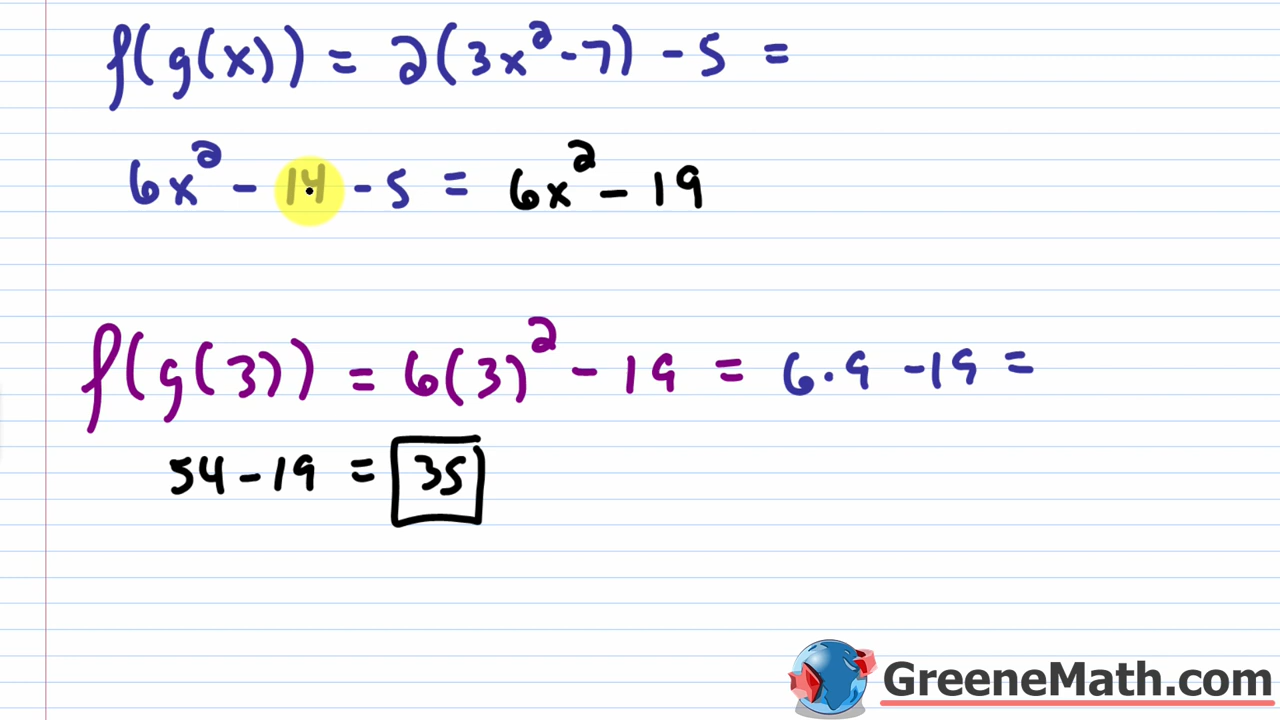 f(g(x)) = 2(3x² - 7) - 5 =
6x² - 14 - 5 = 6x² - 19
f(g(3)) = 6(3)² - 19 = 6·9 - 19 =
54 - 19 = 35
GreeneMath.com